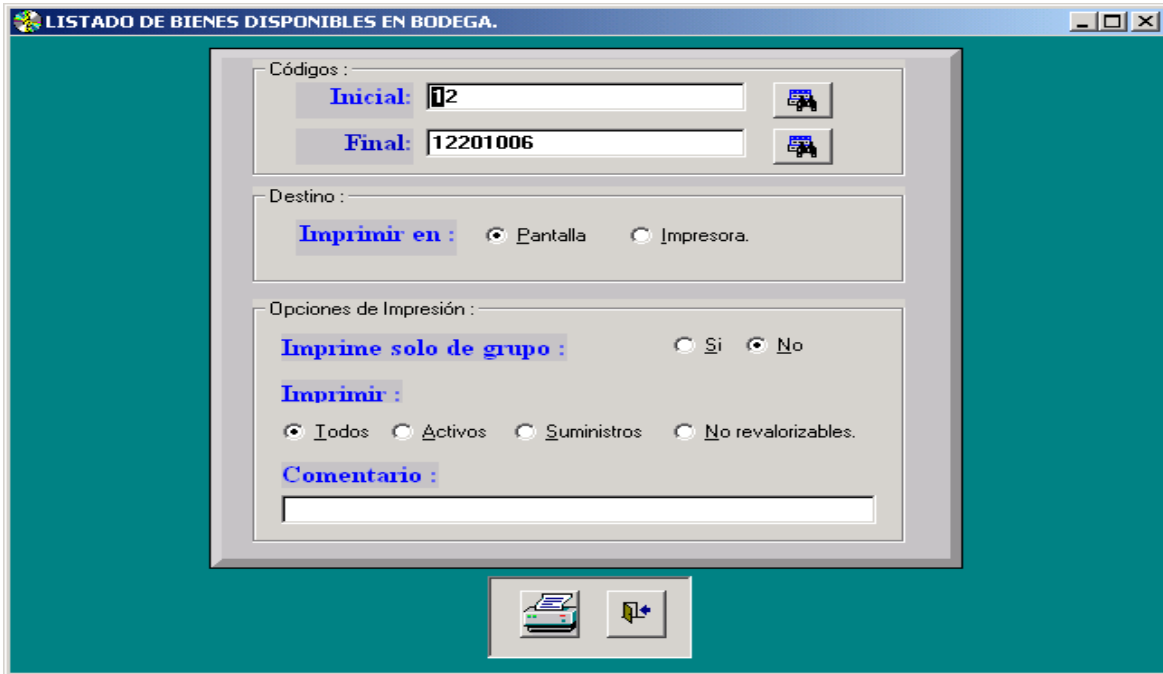 LISTADO DE BIENES DISPONIBLES EN BODEGA.
Códigos :
Inicial: 12
Final: 12201006
Destino :
Imprimir en : Pantalla Impresora.
Opciones de Impresión :
Imprime solo de grupo : Si No
Imprimir :
Todos Activos Suministros No revalorizables.
Comentario :